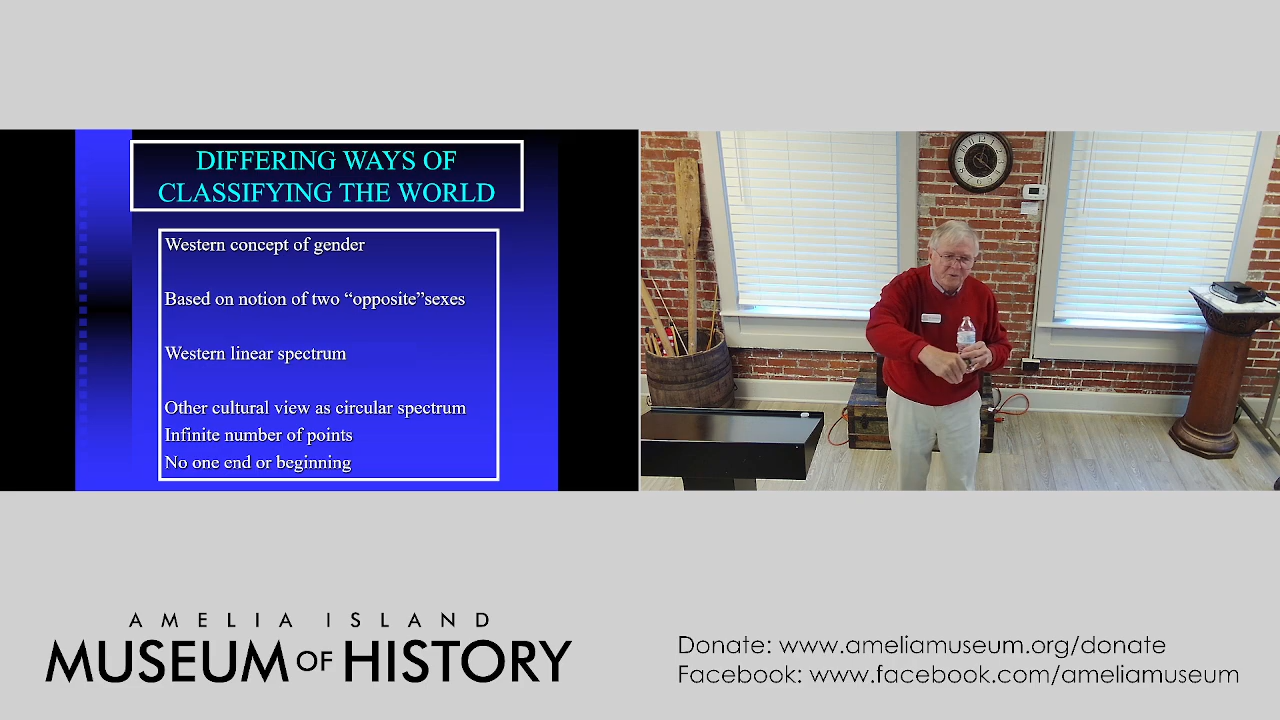 DIFFERING WAYS OF
CLASSIFYING THE WORLD
Western concept of gender
Based on notion of two “opposite”sexes
Western linear spectrum
Other cultural view as circular spectrum
Infinite number of points
No one end or beginning
AMELIA ISLAND
MUSEUM OF HISTORY
Donate: www.ameliamuseum.org/donate
Facebook: www.facebook.com/ameliamuseum